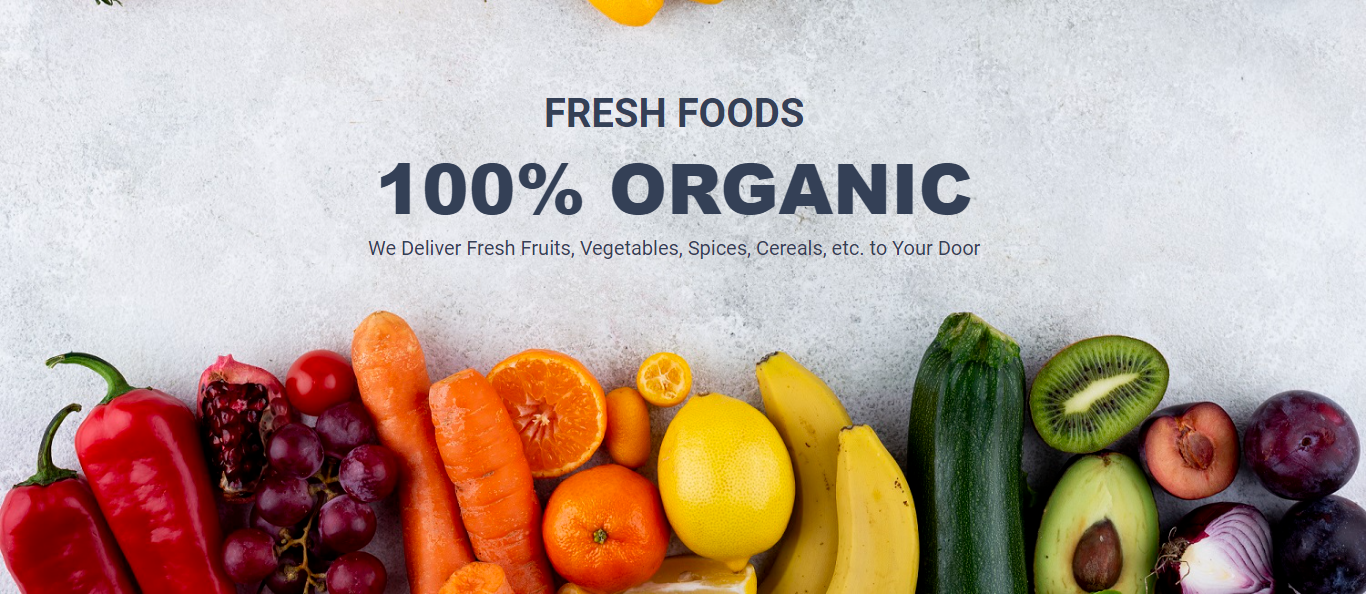 FRESH FOODS
100% ORGANIC
We Deliver Fresh Fruits, Vegetables, Spices, Cereals, etc. to Your Door